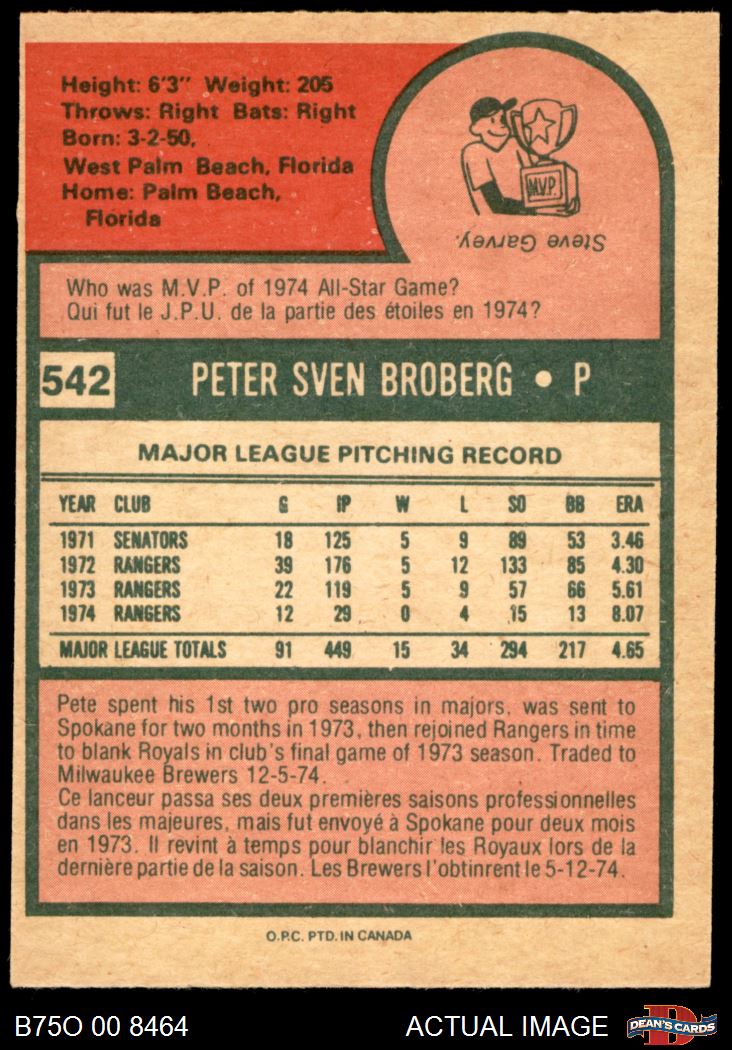 Height: 6'3" Weight: 205
Throws: Right Bats: Right
Born: 3-2-50,
West Palm Beach, Florida
Home: Palm Beach,
Florida
M.V.P.
Steve Garvey.
Who was M.V.P. of 1974 All-Star Game?
Qui fut le J.P.U. de la partie des étoiles en 1974?
542 PETER SVEN BROBERG • P
MAJOR LEAGUE PITCHING RECORD
YEAR CLUB G IP W L SO BB ERA
1971 SENATORS 18 125 5 9 89 53 3.46
1972 RANGERS 39 176 5 12 133 85 4.30
1973 RANGERS 22 119 5 9 57 66 5.61
1974 RANGERS 12 29 0 4 15 13 8.07
MAJOR LEAGUE TOTALS 91 449 15 34 294 217 4.65
Pete spent his 1st two pro seasons in majors, was sent to
Spokane for two months in 1973, then rejoined Rangers in time
to blank Royals in club's final game of 1973 season. Traded to
Milwaukee Brewers 12-5-74.
Ce lanceur passa ses deux premières saisons professionnelles
dans les majeures, mais fut envoyé à Spokane pour deux mois
en 1973. Il revint à temps pour blanchir les Royaux lors de la
dernière partie de la saison. Les Brewers l'obtinrent le 5-12-74.
O.P.C. PTD. IN CANADA
B75O 00 8464
ACTUAL IMAGE
D
DEAN'S CARDS